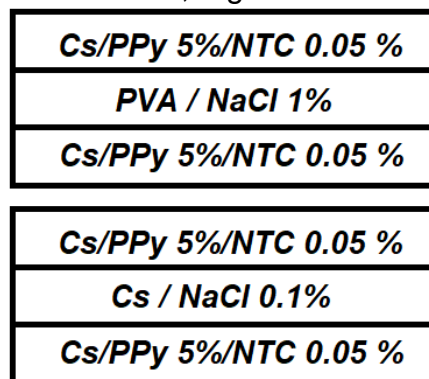 Cs/PPy 5%/NTC 0.05 %
PVA / NaCl 1%
Cs/PPy 5%/NTC 0.05 %
Cs/PPy 5%/NTC 0.05 %
Cs / NaCl 0.1%
Cs/PPy 5%/NTC 0.05 %